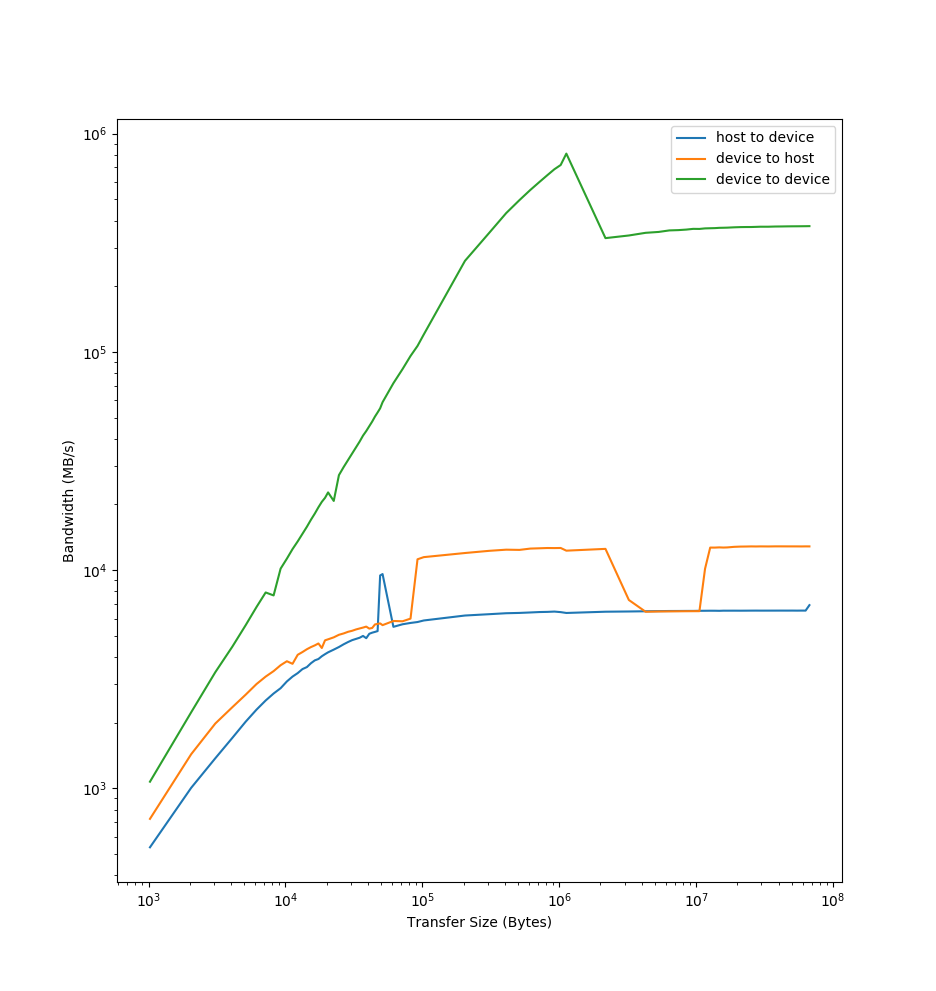 host to device
device to host
device to device
10⁶
10⁵
10⁴
10³
Bandwidth (MB/s)
10³ 10⁴ 10⁵ 10⁶ 10⁷ 10⁸
Transfer Size (Bytes)